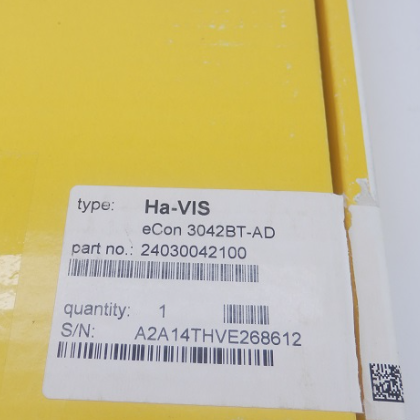 type: Ha-VIS
eCon 3042BT-AD
part no.: 24030042100
quantity: 1
S/N: A2A14THVE268612